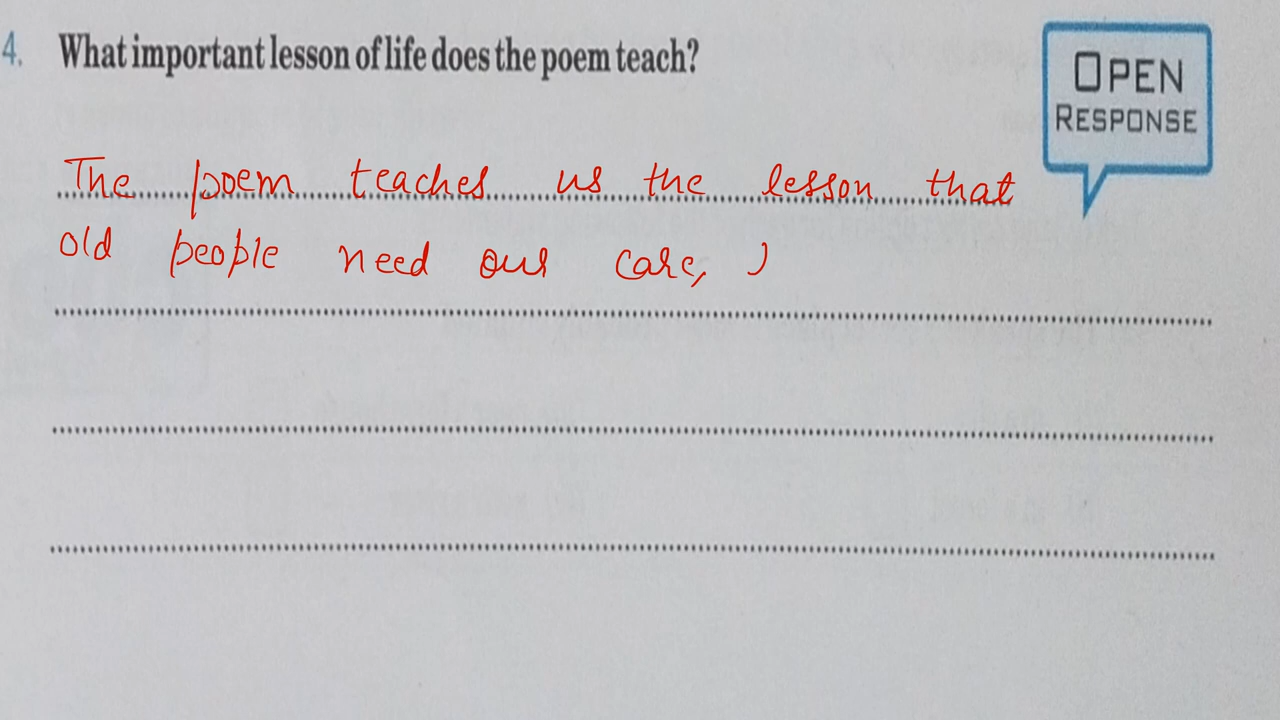 4. What important lesson of life does the poem teach?
OPEN
RESPONSE
The poem teaches us the lesson that
old people need our care,